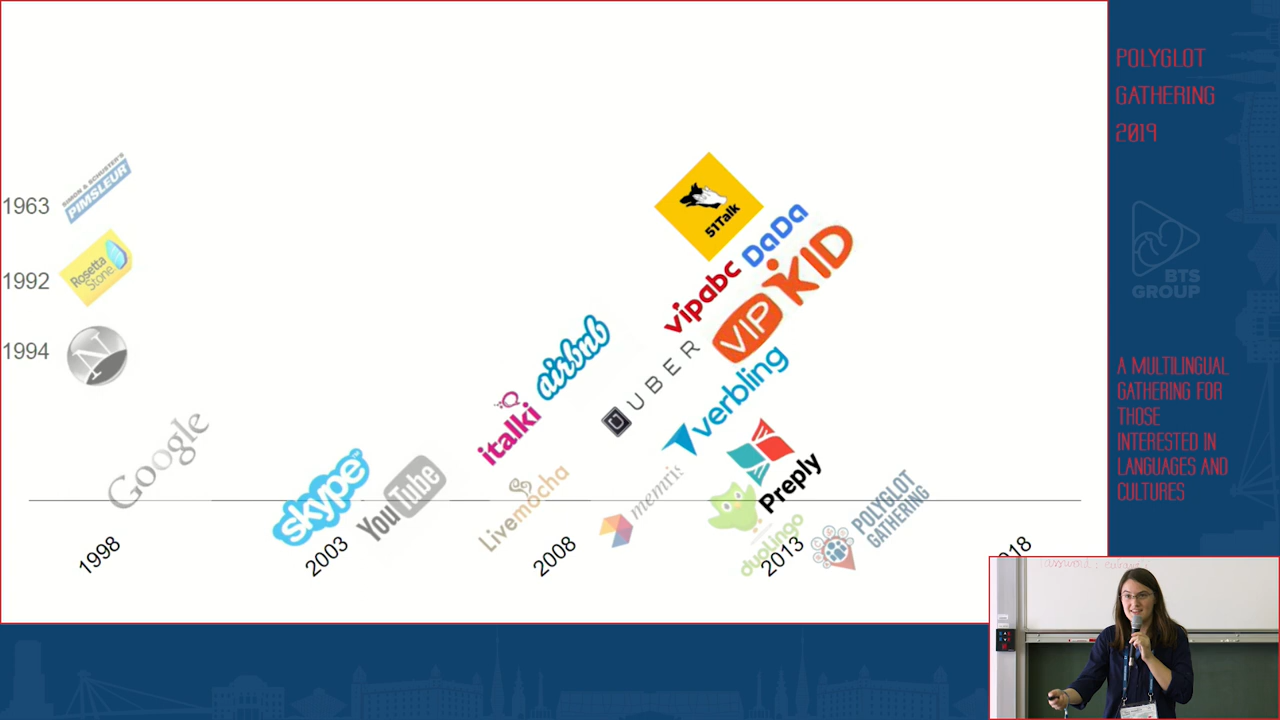 1963
SIMON & SCHUSTER'S
PIMSLEUR
1992
Rosetta
Stone
1994
N
Google
skype
YouTube
italki
Livemocha
airbnb
UBER
memrise
51Talk
DaDa
vipabc
VIPKID
verbling
Preply
duolingo
POLYGLOT
GATHERING
1998
2003
2008
2013
POLYGLOT
GATHERING
2019
BTS
GROUP
A MULTILINGUAL
GATHERING FOR
THOSE
INTERESTED IN
LANGUAGES AND
CULTURES